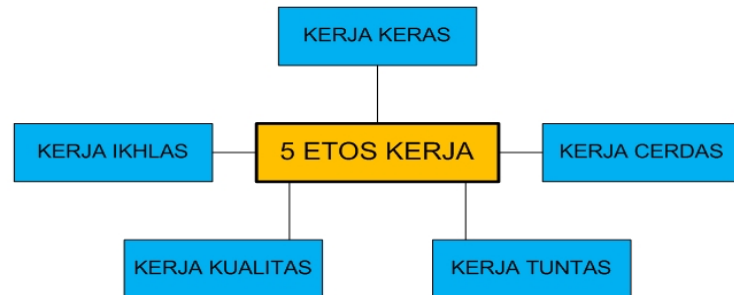 KERJA KERAS
KERJA IKHLAS
5 ETOS KERJA
KERJA CERDAS
KERJA KUALITAS
KERJA TUNTAS